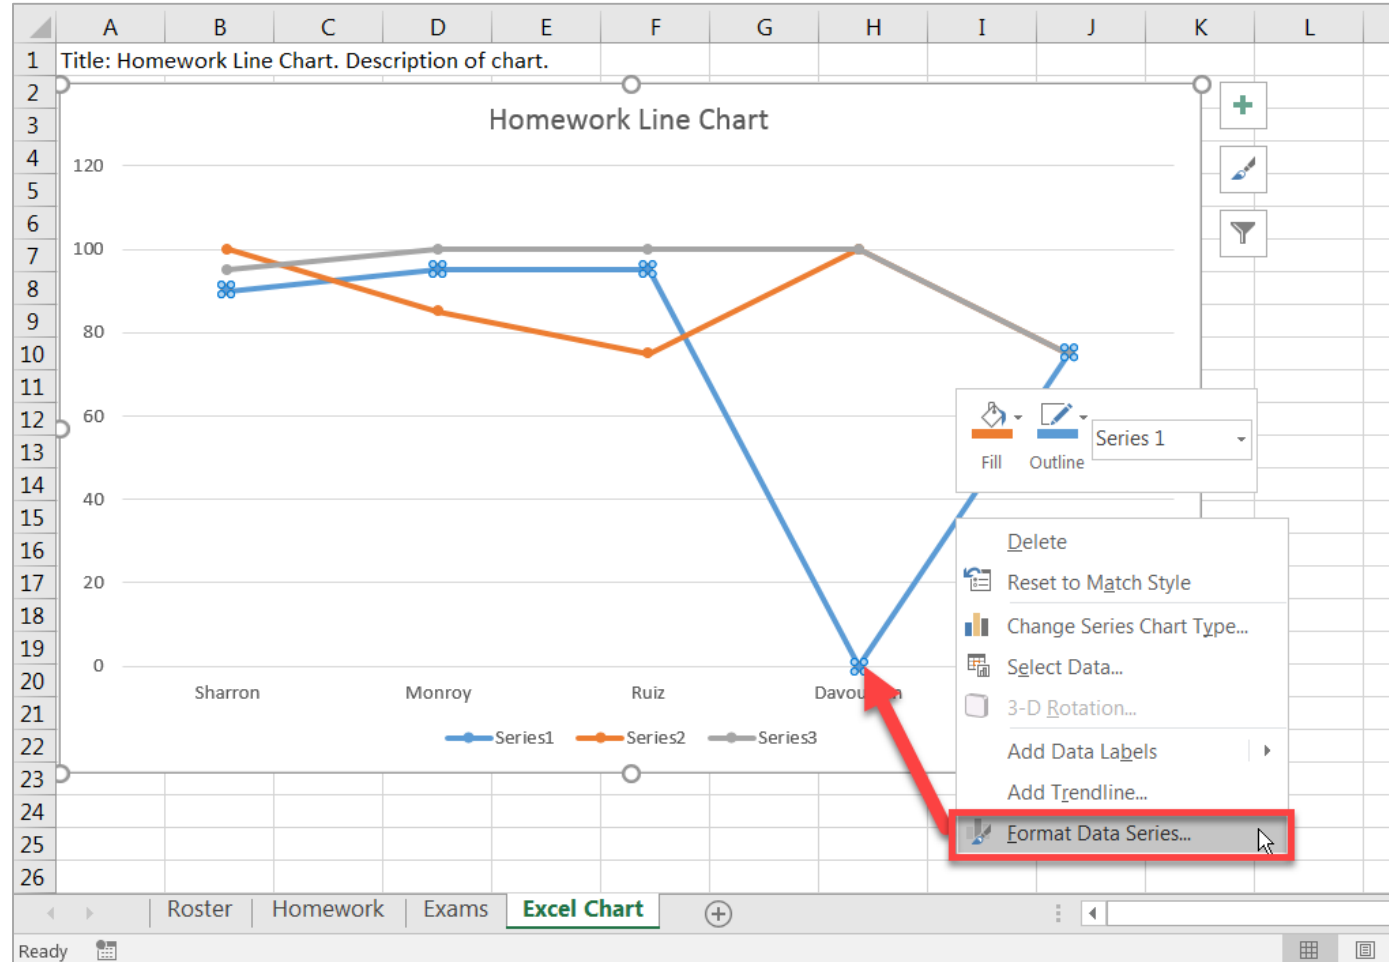 A B C D E F G H I J K L
1 Title: Homework Line Chart. Description of chart.
2
3
4
5
6
7
8
9
10
11
12
13
14
15
16
17
18
19
20
21
22
23
24
25
26
Homework Line Chart
120
100
80
60
40
20
0
Sharron Monroy Ruiz
Series1 Series2 Series3
Series 1
Fill Outline
Delete
Reset to Match Style
Change Series Chart Type...
Select Data...
3-D Rotation...
Add Data Labels
Add Trendline...
Format Data Series...
Roster Homework Exams Excel Chart
Ready